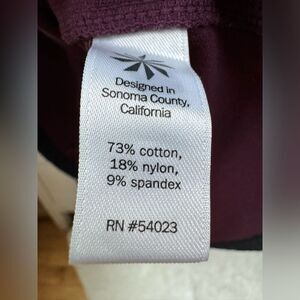 Designed in
Sonoma County,
California
73% cotton,
18% nylon,
9% spandex
RN #54023